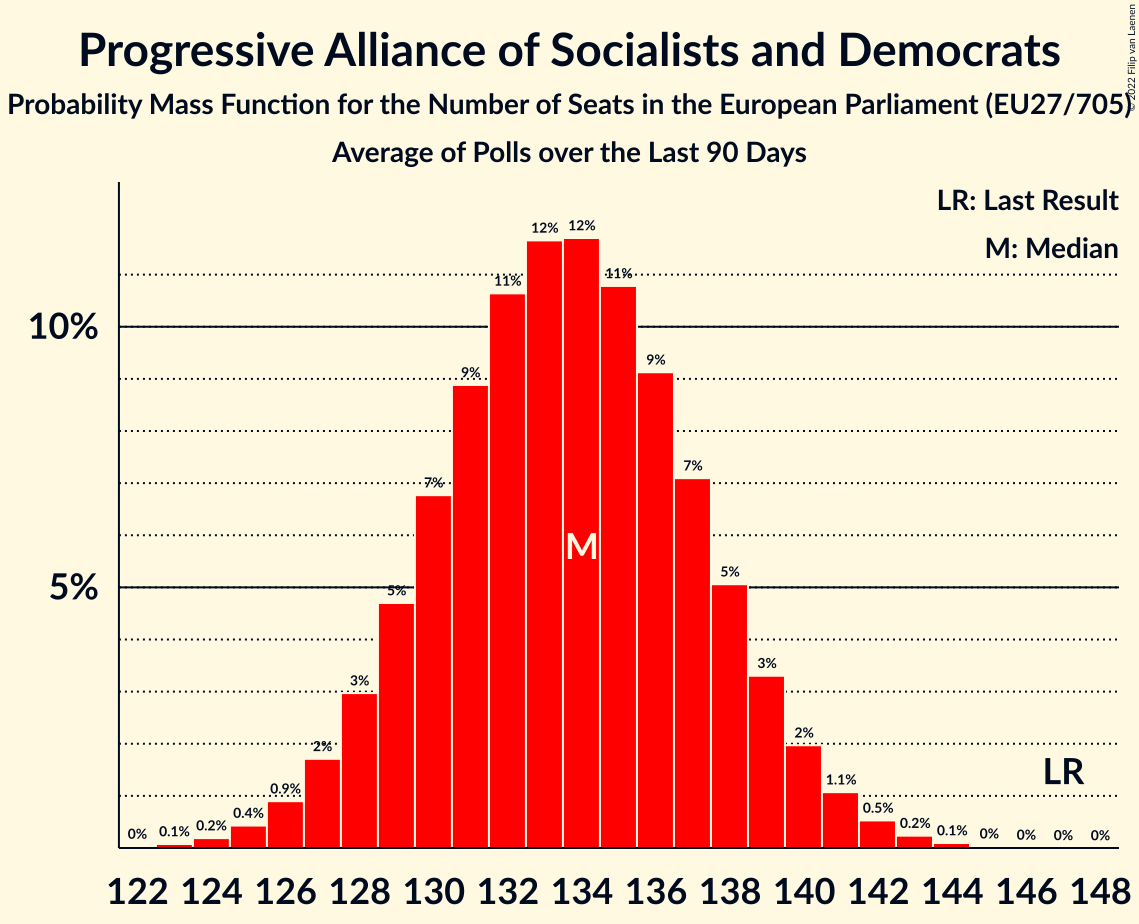 Progressive Alliance of Socialists and Democrats
Probability Mass Function for the Number of Seats in the European Parliament (EU27/705)
Average of Polls over the Last 90 Days
© 2022 Filip van Laenen
LR: Last Result
M: Median
10%
5%
0% 0.1% 0.2% 0.4% 0.9% 2% 3% 5% 7% 9% 11% 12% 12% 11% 9% 7% 5% 3% 2% 1.1% 0.5% 0.2% 0.1% 0% 0% 0% 0%
M
LR
122 124 126 128 130 132 134 136 138 140 142 144 146 148